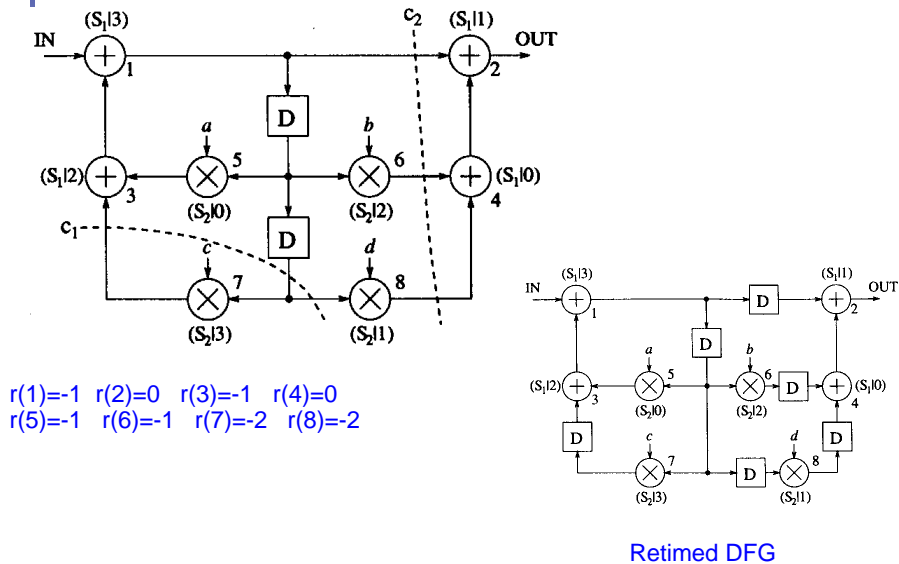 (S₁|3) c₂ (S₁|1)
IN + 1 + 2 OUT
D
a b
(S₁|2) + 3 × 5 × 6 + (S₁|0) 4
(S₂|0) (S₂|2)
c₁ D
c d
× 7 × 8
(S₂|3) (S₂|1)
r(1)=-1 r(2)=0 r(3)=-1 r(4)=0
r(5)=-1 r(6)=-1 r(7)=-2 r(8)=-2
(S₁|3) (S₁|1)
IN + 1 D + 2 OUT
D
a b
(S₁|2) + 3 × 5 × 6 D + (S₁|0) 4
(S₂|0) (S₂|2)
D c d D
× 7 D × 8
(S₂|3) (S₂|1)
Retimed DFG